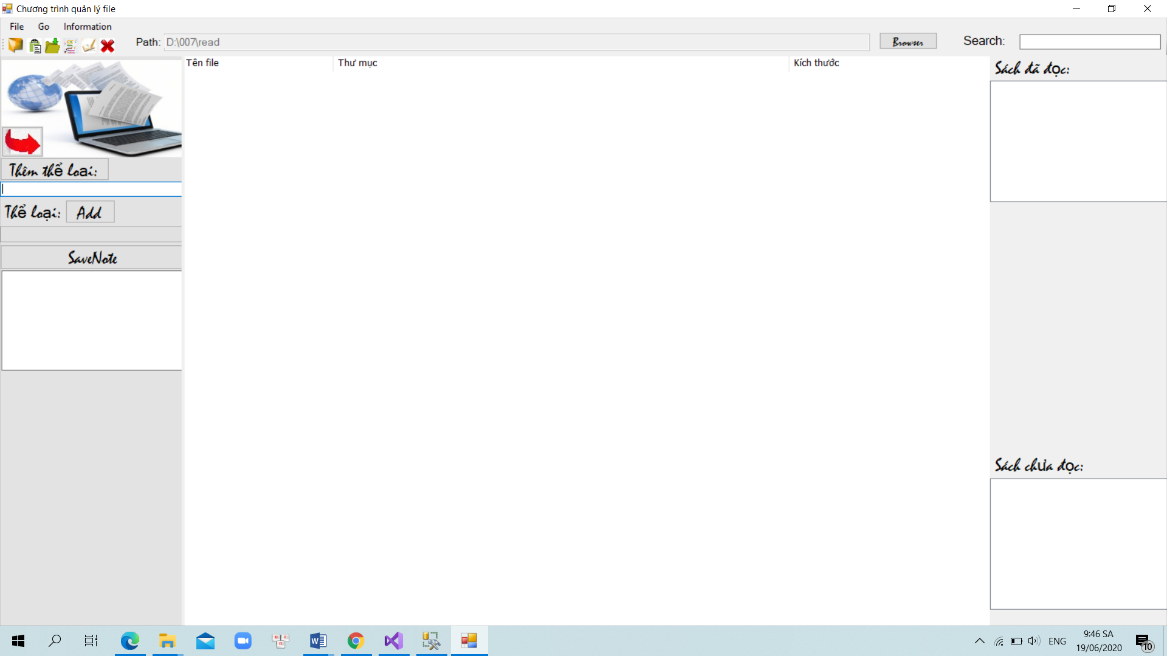 Chương trình quản lý file
File Go Information
Path: D:\007\read Browser Search:
Tên file Thư mục Kích thước
Sách đã đọc:
Thêm thể loai:
Thể loại: Add
SaveNote
Sách chưa đọc:
9:46 SA
ENG
19/06/2020
10